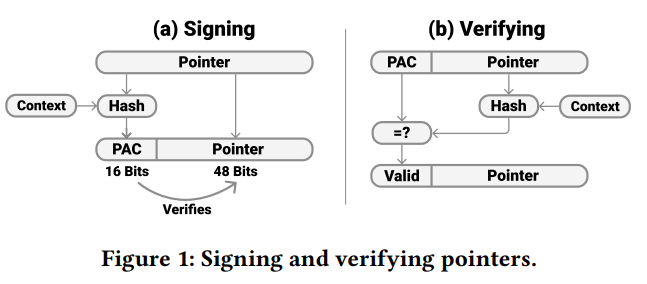 (a) Signing
Pointer
Context
Hash
PAC
Pointer
16 Bits
48 Bits
Verifies
(b) Verifying
PAC
Pointer
Hash
Context
=?
Valid
Pointer
Figure 1: Signing and verifying pointers.